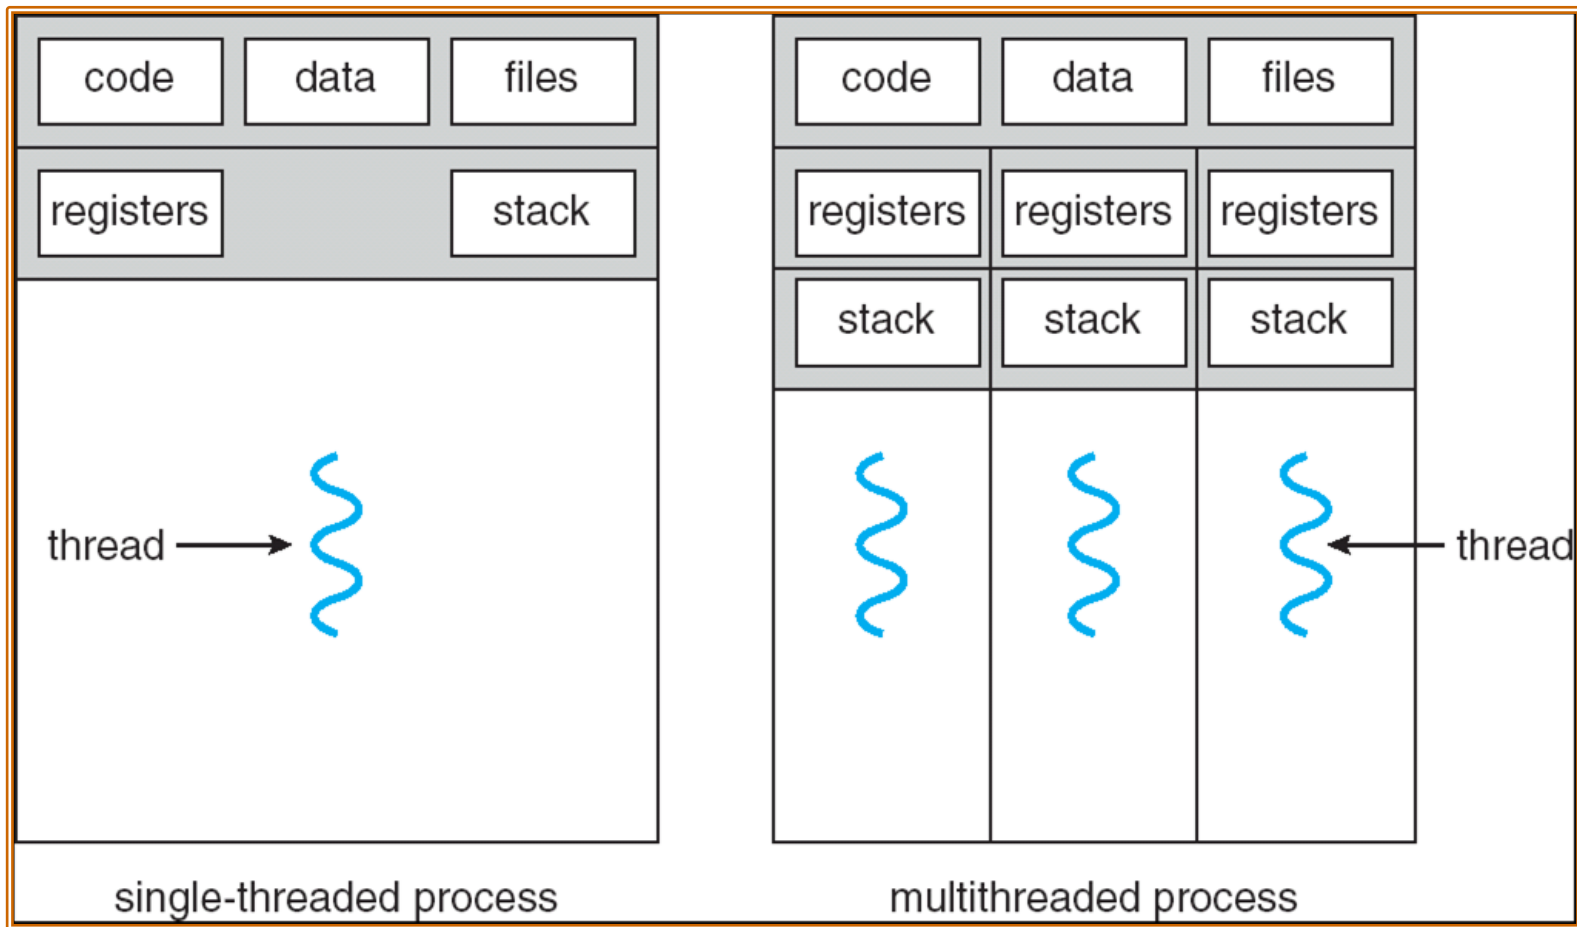 code data files code data files
registers stack registers registers registers
stack stack stack
thread thread
single-threaded process multithreaded process